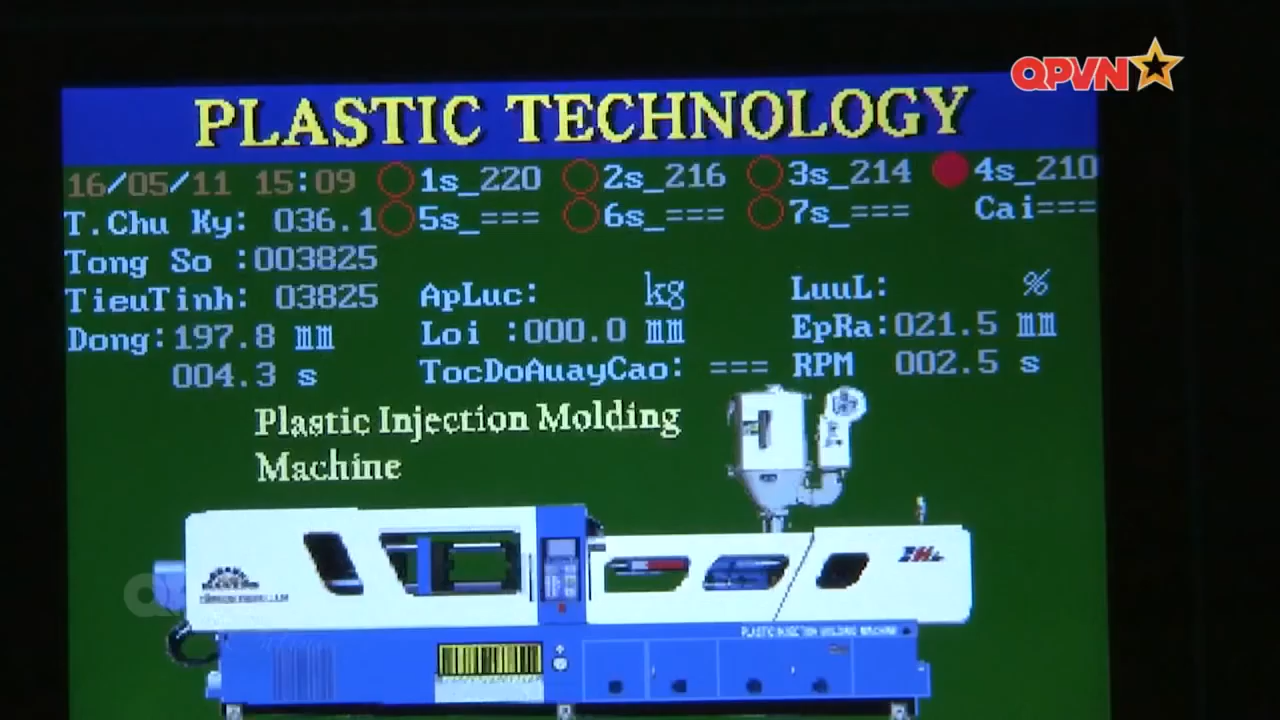 QPVN
PLASTIC TECHNOLOGY
16/05/11 15:09 1s_220 2s_216 3s_214 4s_210
T.Chu Ky: 036.1 5s_=== 6s_=== 7s_=== Cai===
Tong So :003825
TieuTinh: 03825 ApLuc: kg LuuL: %
Dong:197.8 mm Loi :000.0 mm EpRa:021.5 mm
004.3 s TocDoAuayCao: === RPM 002.5 s
Plastic Injection Molding
Machine
PLASTIC INJECTION MOLDING MACHINE